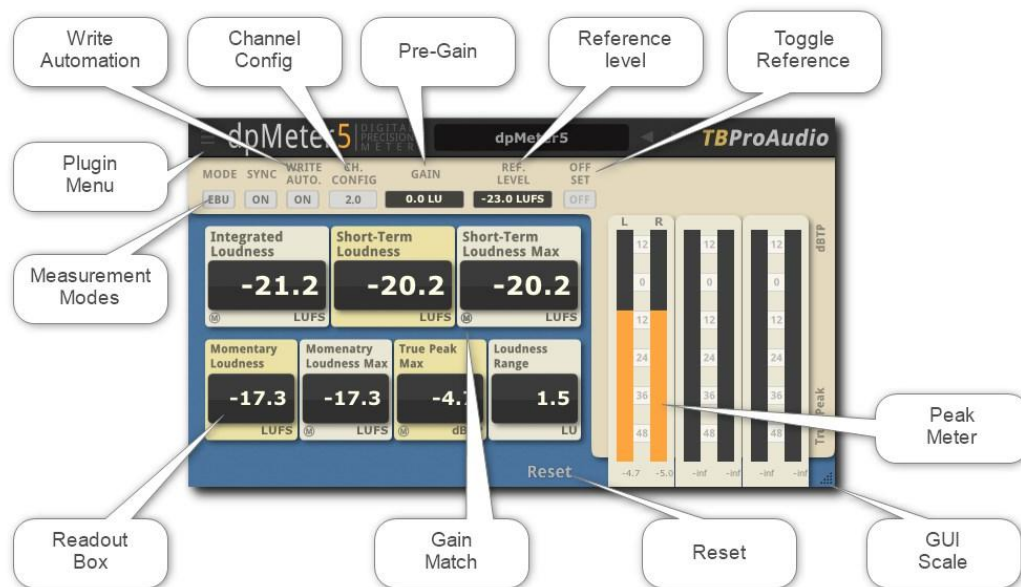 Write
Automation
Channel
Config
Pre-Gain
Reference
level
Toggle
Reference
Plugin
Menu
dpMeter5
DIGITAL
PRECISION
METER
dpMeter5
TBProAudio
MODE
SYNC
WRITE
AUTO.
CH.
CONFIG
GAIN
REF.
LEVEL
OFF
SET
EBU
ON
ON
2.0
0.0 LU
-23.0 LUFS
OFF
Measurement
Modes
Integrated
Loudness
-21.2
M
LUFS
Short-Term
Loudness
-20.2
LUFS
Short-Term
Loudness Max
-20.2
M
LUFS
Momentary
Loudness
-17.3
LUFS
Momenatry
Loudness Max
-17.3
M
LUFS
True Peak
Max
M
Loudness
Range
1.5
LU
Reset
L R
12 12 12
0 0 0
12 12 12
24 24 24
36 36 36
48 48 48
-4.7 -5.0 -inf -inf -inf -inf
dBTP
Peak
Meter
Readout
Box
Gain
Match
Reset
GUI
Scale